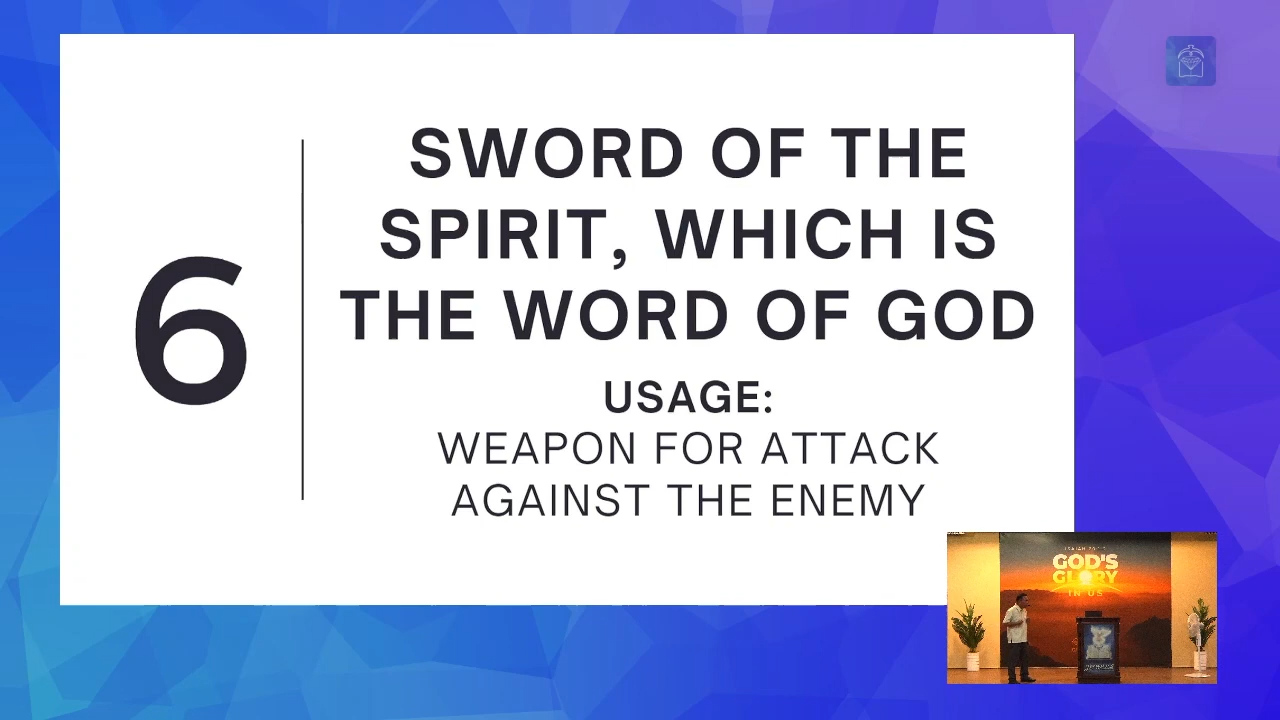 6
SWORD OF THE
SPIRIT, WHICH IS
THE WORD OF GOD
USAGE:
WEAPON FOR ATTACK
AGAINST THE ENEMY
GOD'S
GLORY
IN US